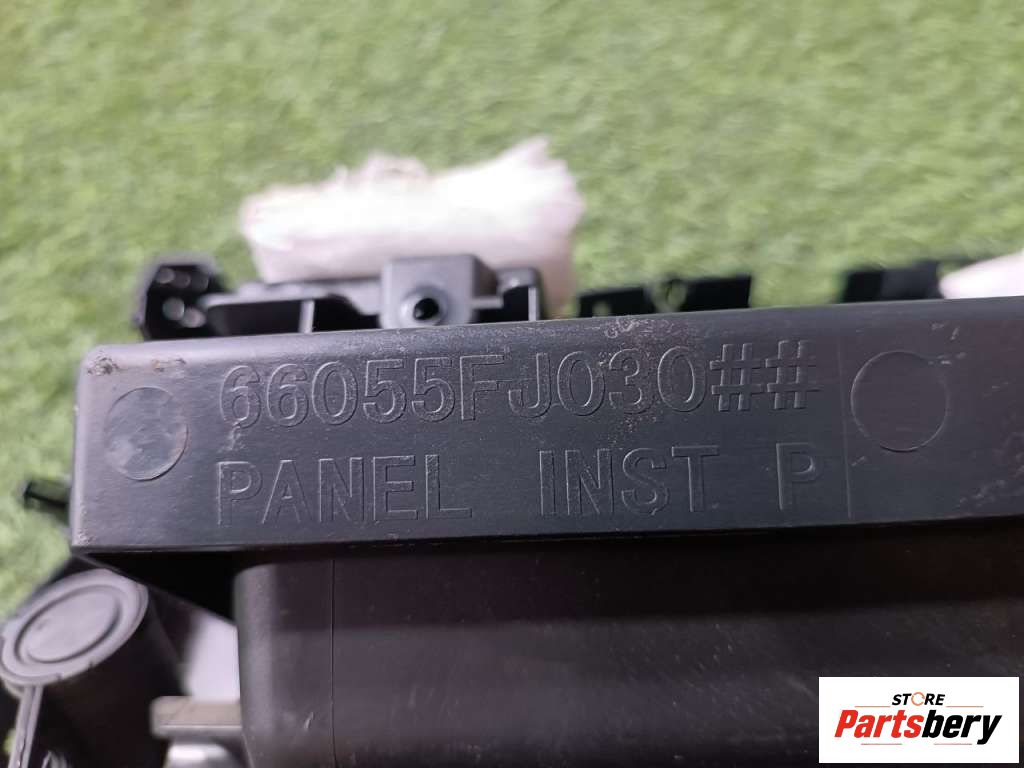 66055FJ030##
PANEL INST P
STORE
Partsbery